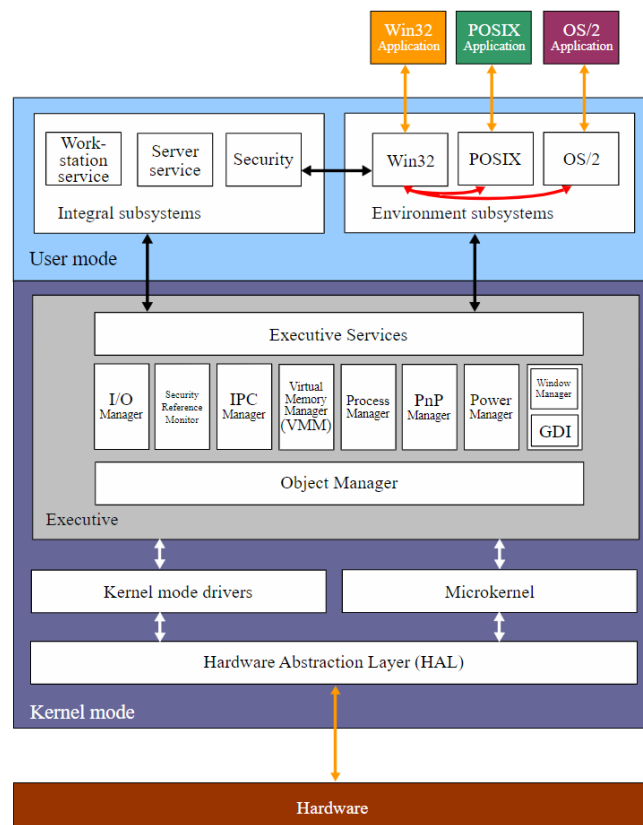 Win32
Application
POSIX
Application
OS/2
Application
Work-
station
service
Server
service
Security
Integral subsystems
Win32
POSIX
OS/2
Environment subsystems
User mode
Executive Services
I/O
Manager
Security
Reference
Monitor
IPC
Manager
Virtual
Memory
Manager
(VMM)
Process
Manager
PnP
Manager
Power
Manager
Window
Manager
GDI
Object Manager
Executive
Kernel mode drivers
Microkernel
Hardware Abstraction Layer (HAL)
Kernel mode
Hardware